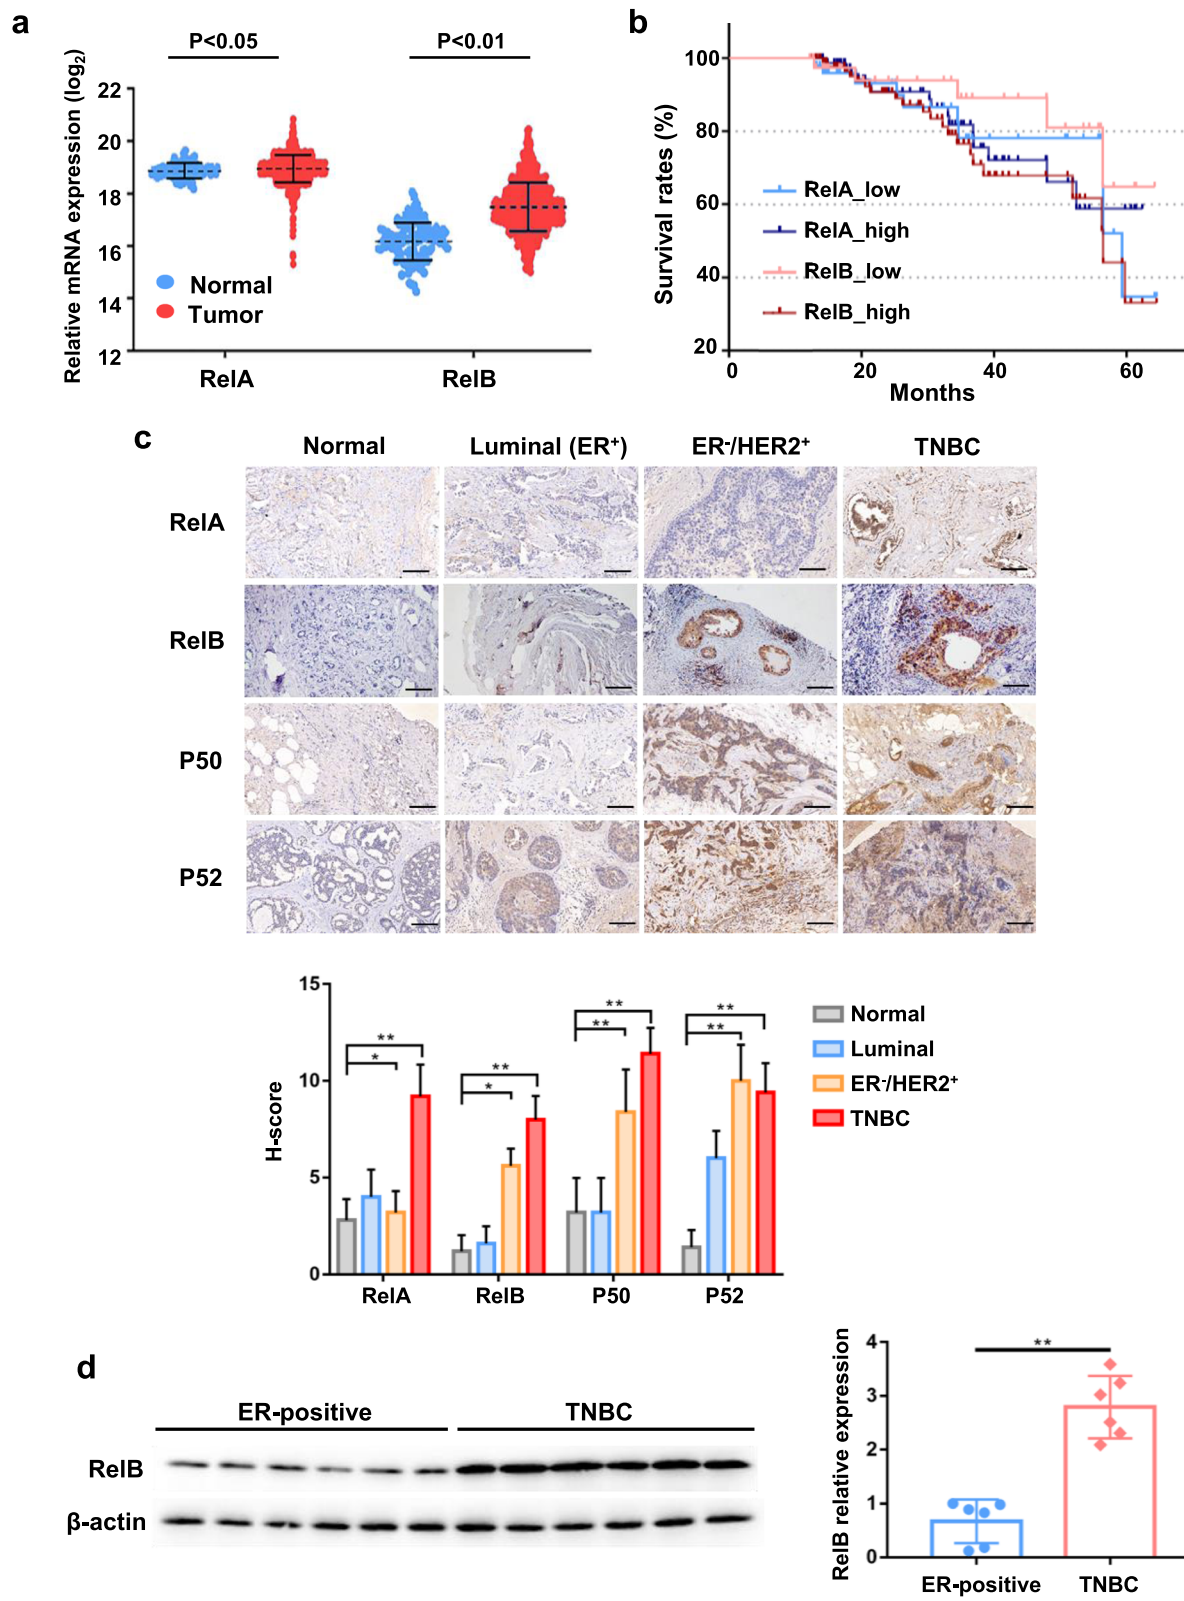 a
P<0.05
P<0.01
Relative mRNA expression (log2)
22
20
18
16
14
12
Normal
Tumor
RelA
RelB
b
Survival rates (%)
100
80
60
40
20
RelA_low
RelA_high
RelB_low
RelB_high
0
20
40
60
Months
c
Normal
Luminal (ER+)
ER-/HER2+
TNBC
RelA
RelB
P50
P52
H-score
15
10
5
0
**
*
**
*
**
**
**
**
RelA
RelB
P50
P52
Normal
Luminal
ER-/HER2+
TNBC
d
ER-positive
TNBC
RelB
β-actin
RelB relative expression
4
3
2
1
0
**
ER-positive
TNBC